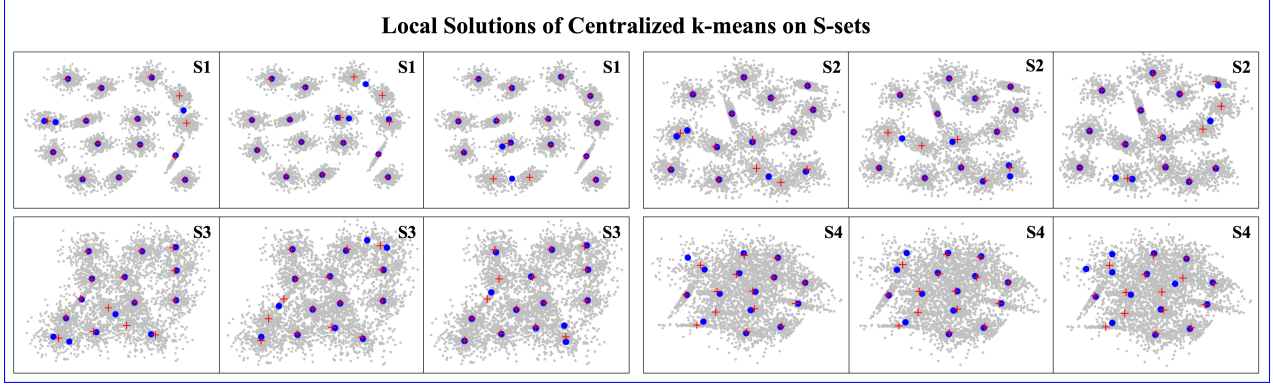 Local Solutions of Centralized k-means on S-sets
S1 S1 S1 S2 S2 S2
S3 S3 S3 S4 S4 S4